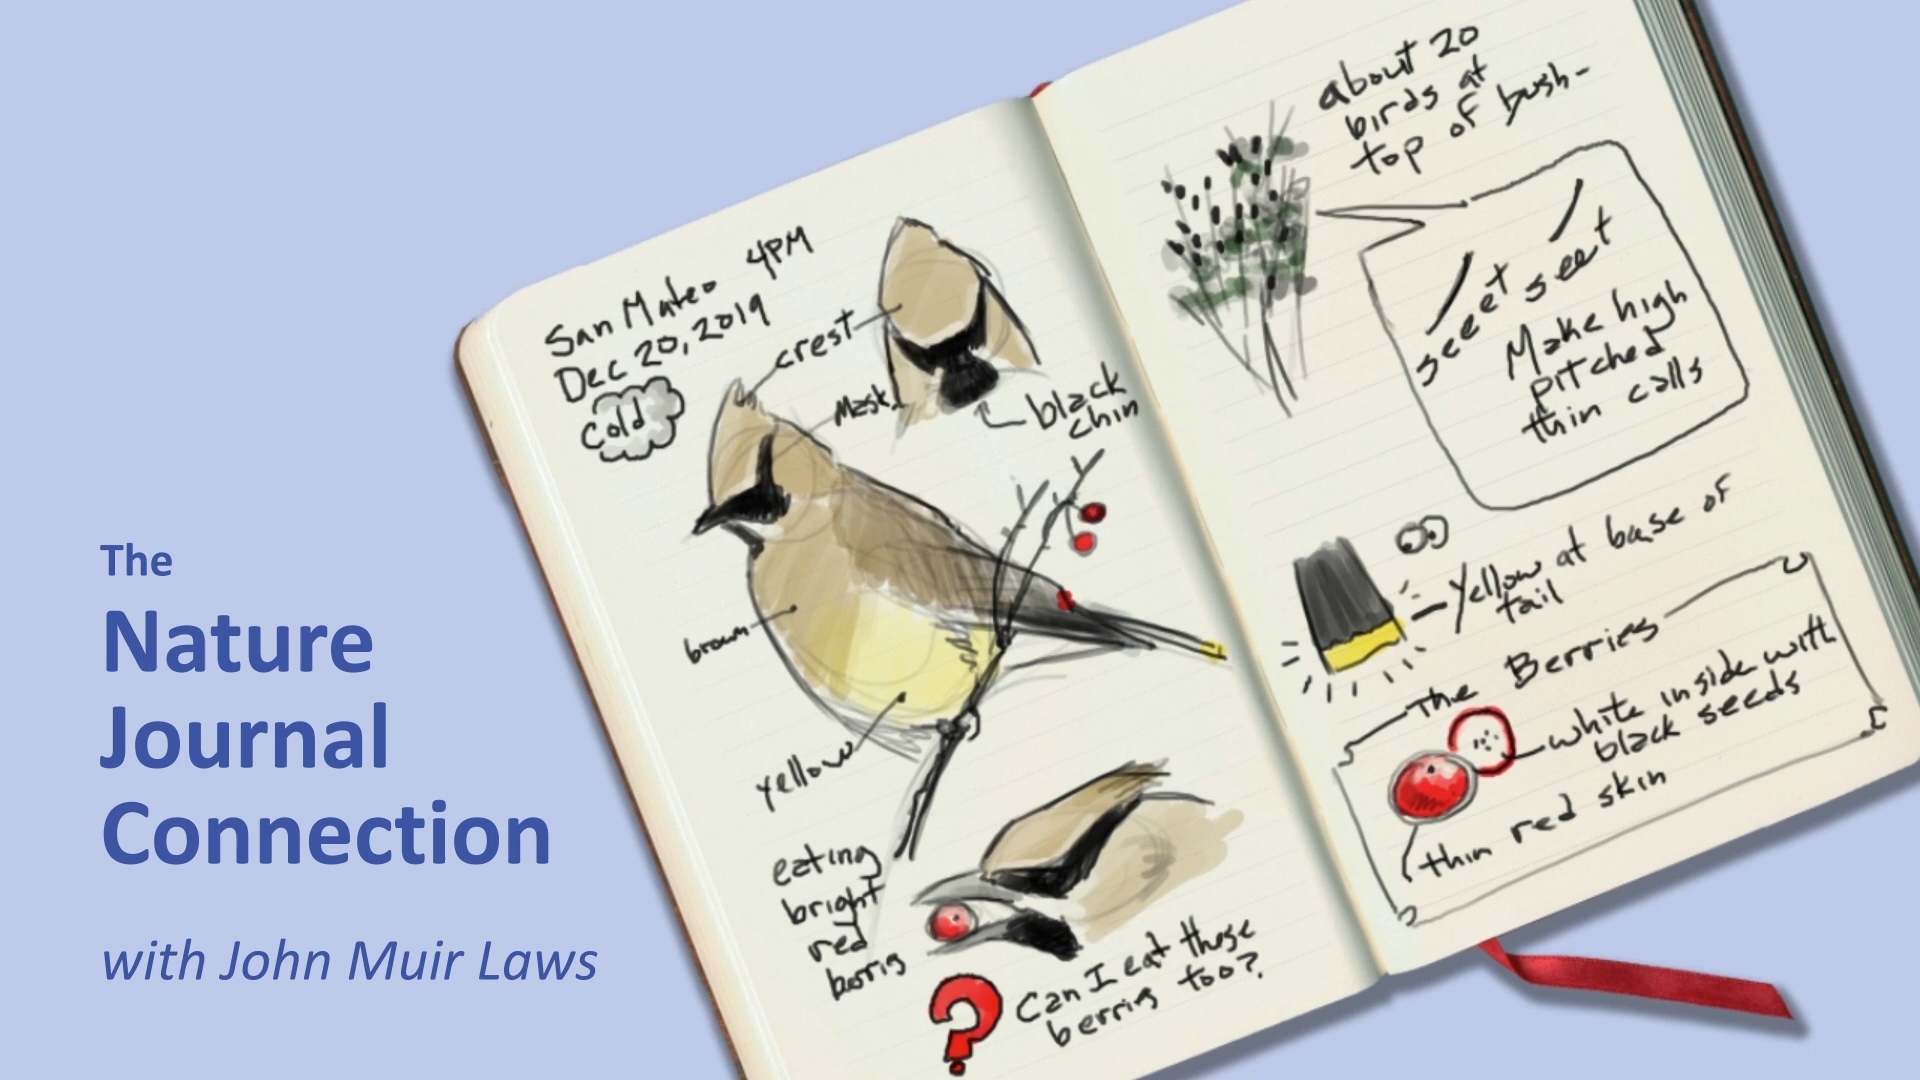 The
Nature
Journal
Connection
with John Muir Laws
San Mateo 4PM
Dec 20, 2019
cold
crest
Mask
black
chin
brown
yellow
eating
bright
red
berris
?
Can I eat those
berries too?
about 20
birds at
top of bush-
seeet seet
Make high
pitched
thin calls
Yellow at base of
tail
The Berries
white inside with
black seeds
thin red skin